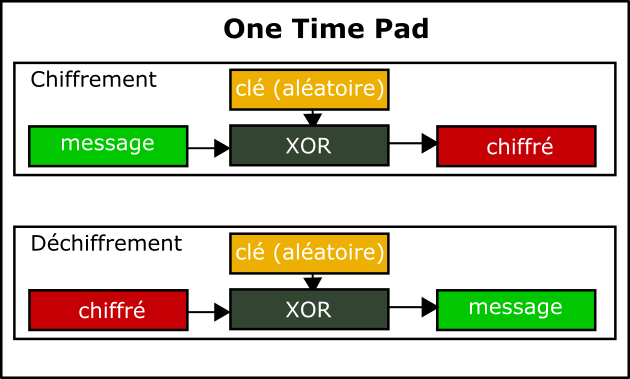 One Time Pad
Chiffrement
clé (aléatoire)
message
XOR
chiffré
Déchiffrement
clé (aléatoire)
chiffré
XOR
message